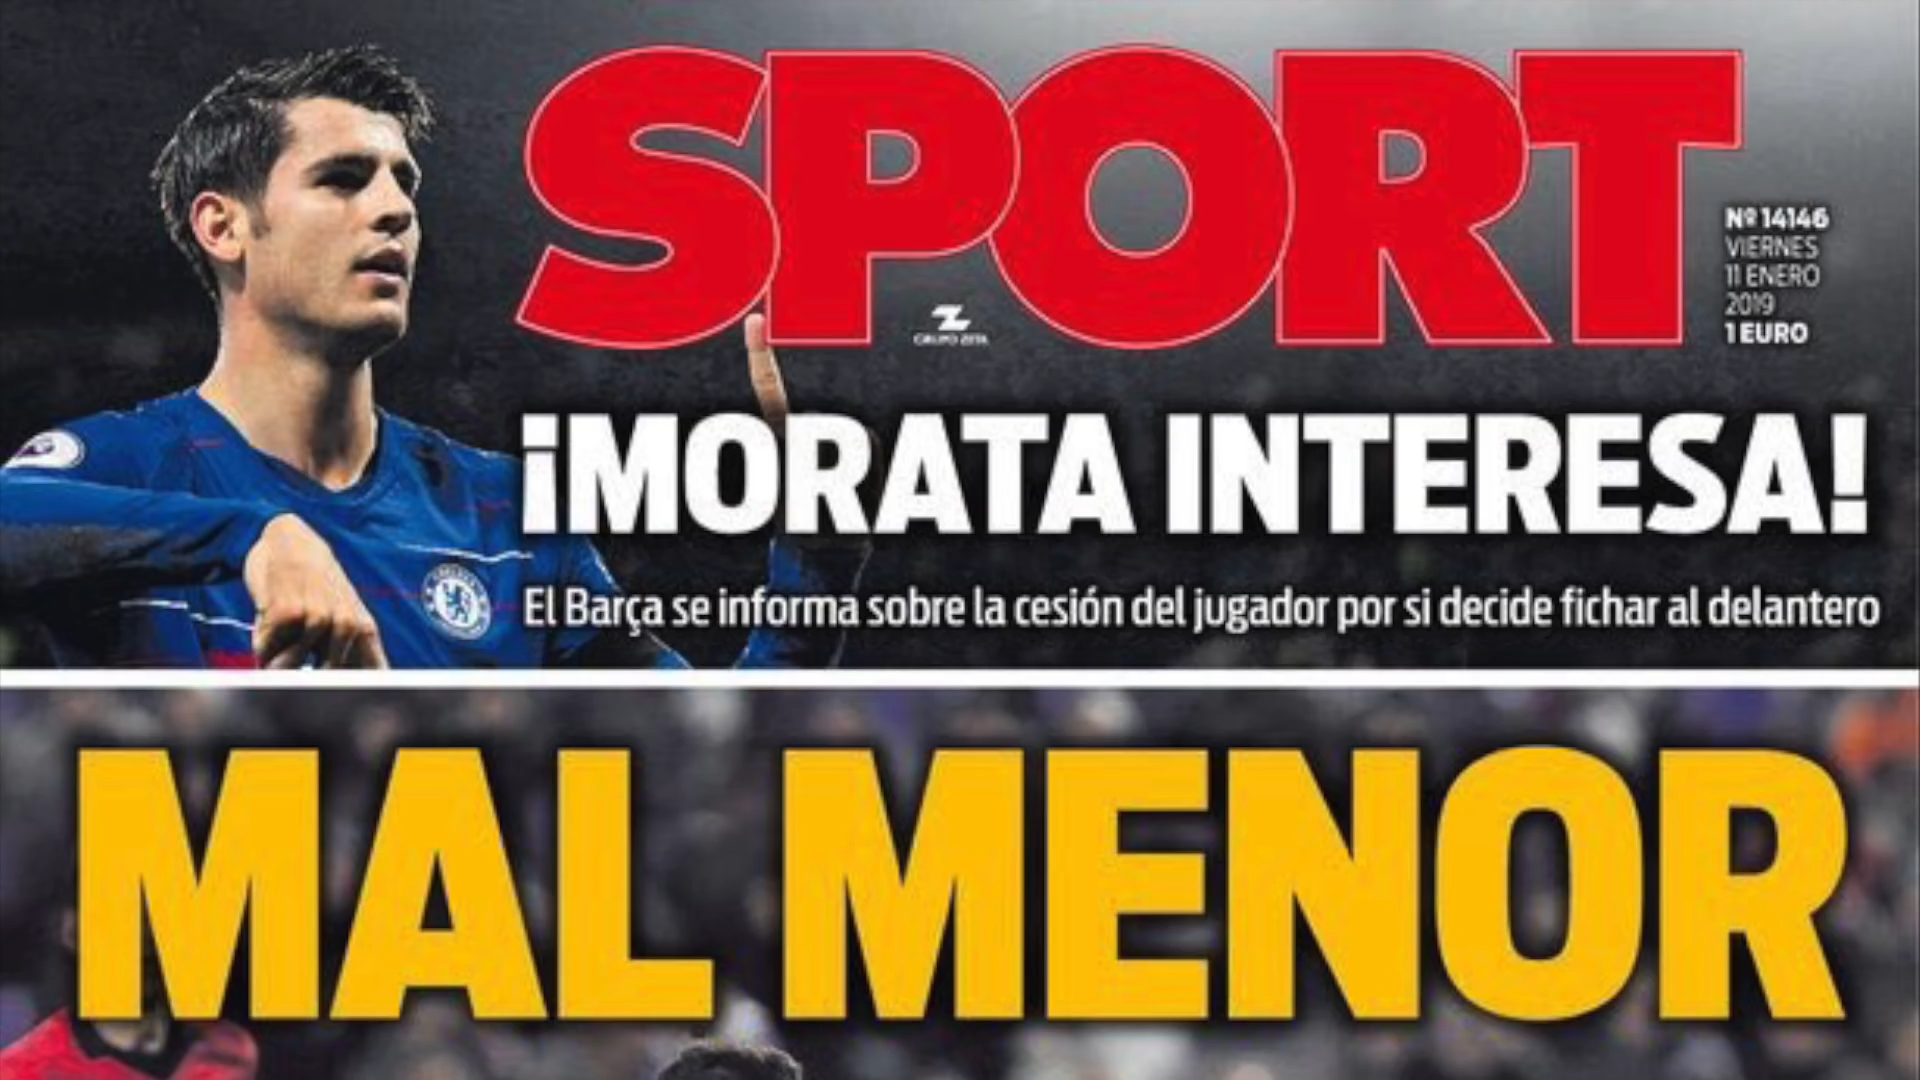 SPORT
GRUPO ZETA
Nº 14146
VIERNES
11 ENERO
2019
1 EURO
¡MORATA INTERESA!
El Barça se informa sobre la cesión del jugador por si decide fichar al delantero
MAL MENOR